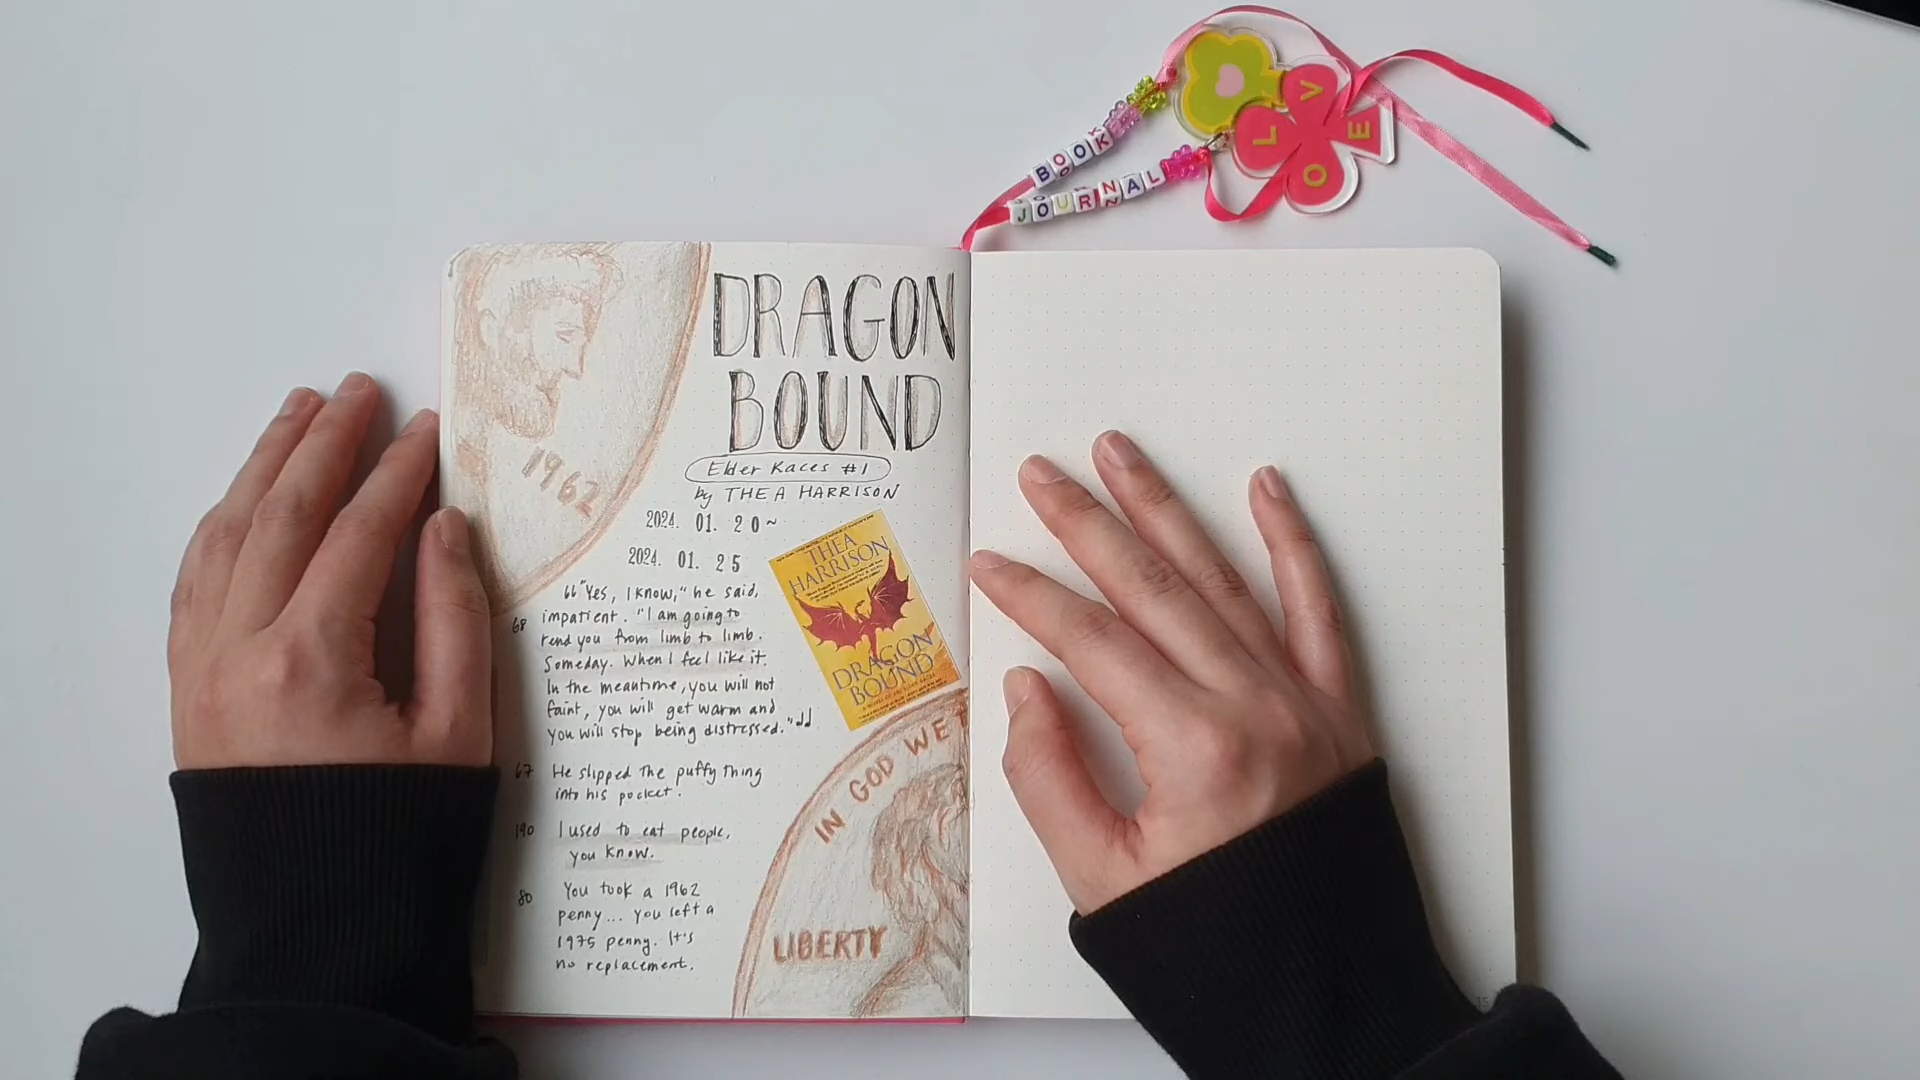 BOOK
JOURNAL
LOVE
DRAGON
BOUND
Elder Races #1
by THEA HARRISON
2024. 01. 20~
2024. 01. 25
““Yes, I know,“ he said,
68 impatient. "I am going to
rend you from limb to limb.
Someday. When I feel like it.
In the meantime, you will not
faint, you will get warm and
you will stop being distressed.””
67 He slipped the puffy thing
into his pocket.
190 I used to eat people,
you know.
80 You took a 1962
penny... you left a
1975 penny. It's
no replacement.
1962
THEA
HARRISON
DRAGON
BOUND
IN GOD WE T
LIBERTY
35